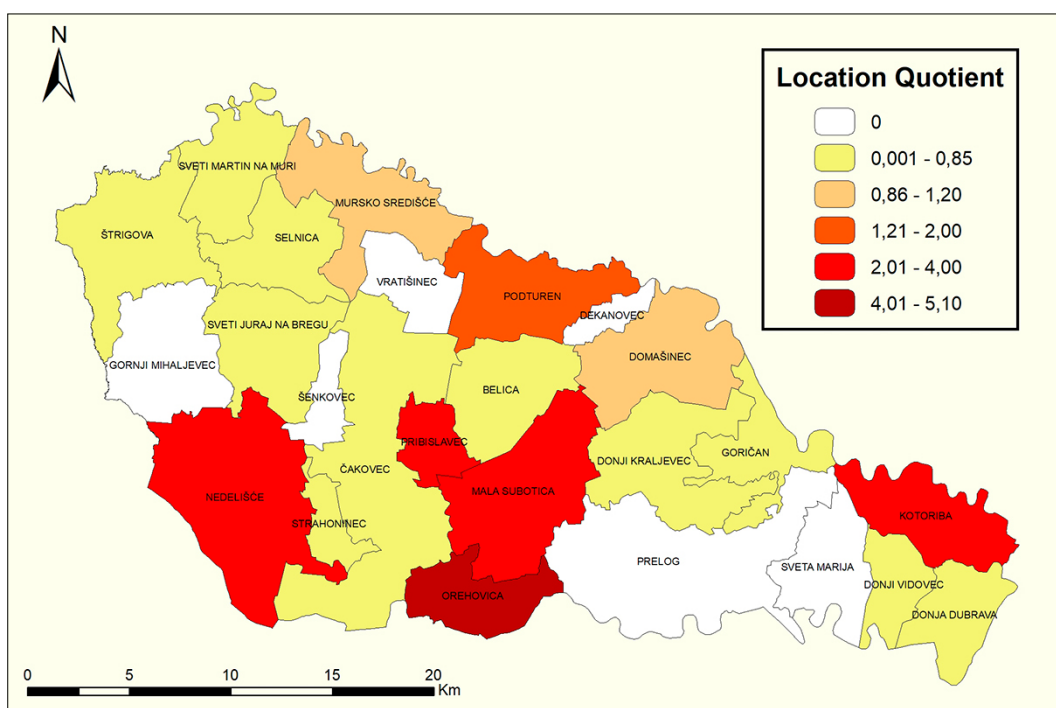 N
Location Quotient
0
0,001 - 0,85
0,86 - 1,20
1,21 - 2,00
2,01 - 4,00
4,01 - 5,10
SVETI MARTIN NA MURI
MURSKO SREDIŠĆE
ŠTRIGOVA
SELNICA
VRATIŠINEC
PODTUREN
DEKANOVEC
SVETI JURAJ NA BREGU
DOMAŠINEC
GORNJI MIHALJEVEC
ŠENKOVEC
BELICA
PRIBISLAVEC
DONJI KRALJEVEC
GORIČAN
ČAKOVEC
MALA SUBOTICA
NEDELIŠĆE
KOTORIBA
STRAHONINEC
PRELOG
SVETA MARIJA
DONJI VIDOVEC
OREHOVICA
DONJA DUBRAVA
0 5 10 15 20
Km